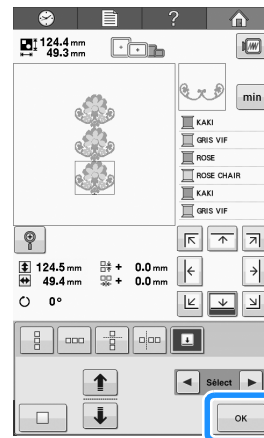 ?
124.4 mm
49.3 mm
min
KAKI
GRIS VIF
ROSE
ROSE CHAIR
KAKI
GRIS VIF
124.5 mm + 0.0 mm
49.4 mm + 0.0 mm
0°
Sélect
OK